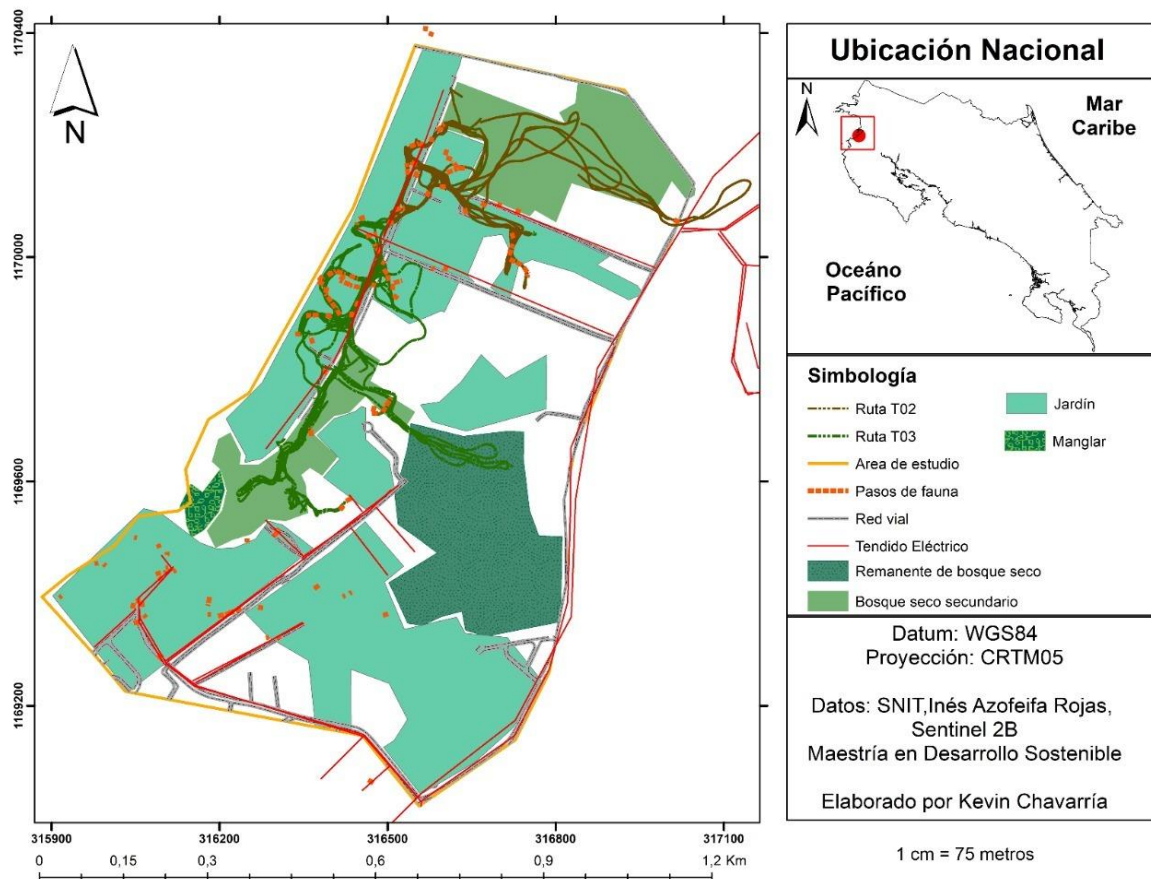 1170400
1170000
1169600
1169200
N
315900
316200
316500
316800
317100
0
0,15
0,3
0,6
0,9
1,2 Km
Ubicación Nacional
N
Mar
Caribe
Oceáno
Pacífico
Simbología
Ruta T02
Ruta T03
Area de estudio
Pasos de fauna
Red vial
Tendido Eléctrico
Remanente de bosque seco
Bosque seco secundario
Jardín
Manglar
Datum: WGS84
Proyección: CRTM05
Datos: SNIT,Inés Azofeifa Rojas,
Sentinel 2B
Maestría en Desarrollo Sostenible
Elaborado por Kevin Chavarría
1 cm = 75 metros